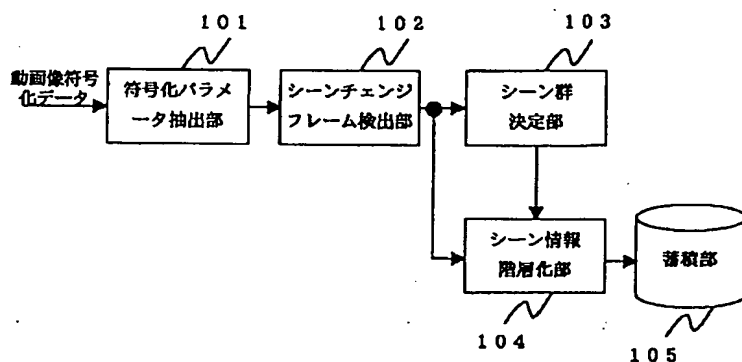 101
102
103
動画像符号
化データ
符号化パラメ
ータ抽出部
シーンチェンジ
フレーム検出部
シーン群
決定部
シーン情報
階層化部
蓄積部
104
105